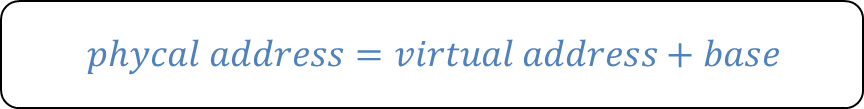 phycal address = virtual address + base